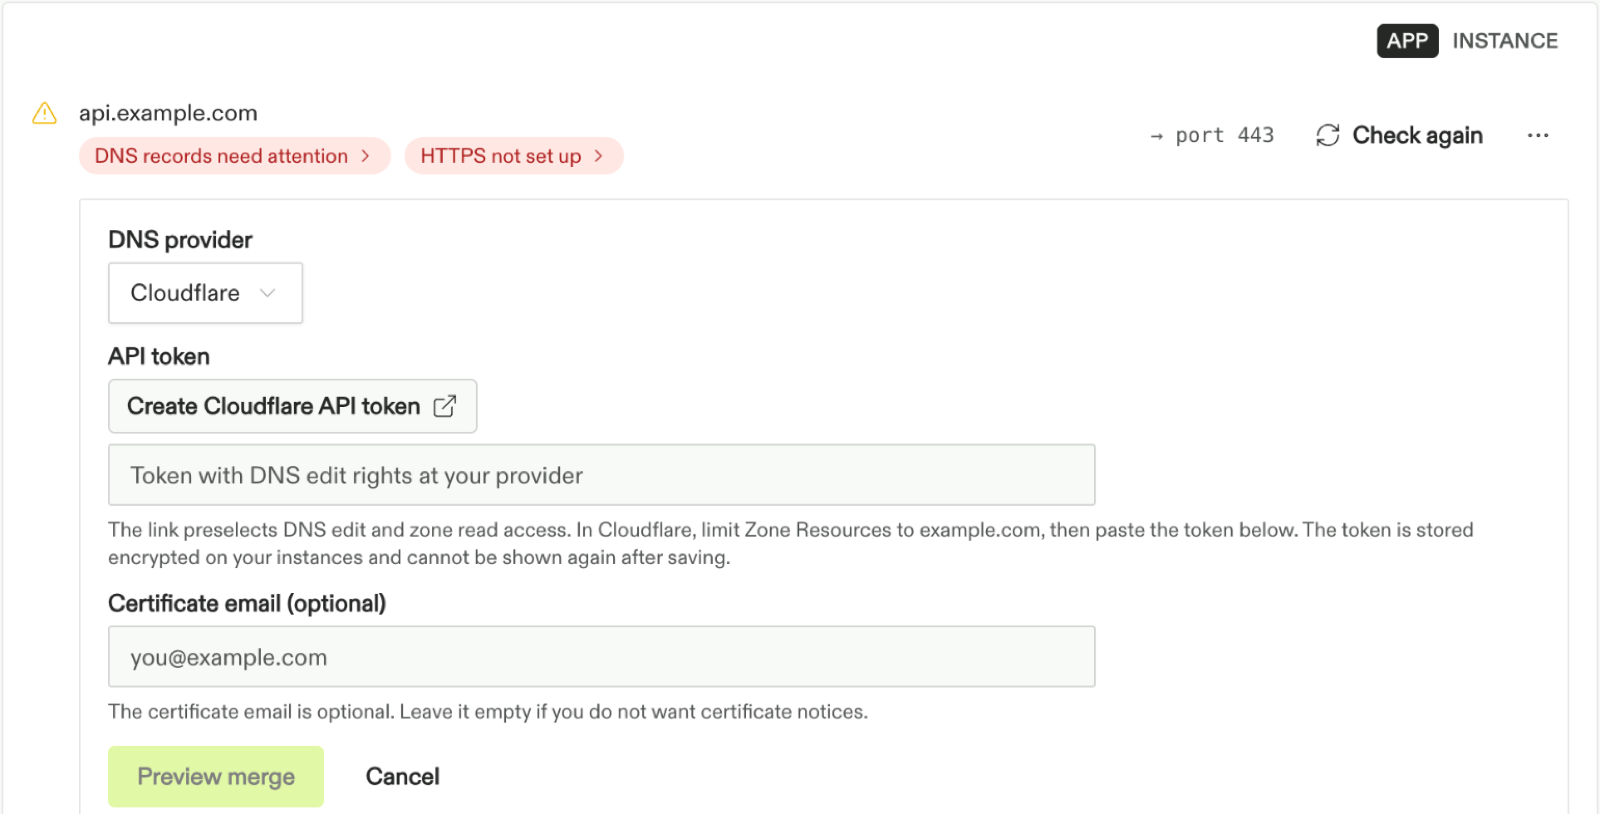 APP INSTANCE
api.example.com
DNS records need attention
HTTPS not set up
→ port 443
Check again
DNS provider
Cloudflare
API token
Create Cloudflare API token
Token with DNS edit rights at your provider
The link preselects DNS edit and zone read access. In Cloudflare, limit Zone Resources to example.com, then paste the token below. The token is stored
encrypted on your instances and cannot be shown again after saving.
Certificate email (optional)
you@example.com
The certificate email is optional. Leave it empty if you do not want certificate notices.
Preview merge
Cancel